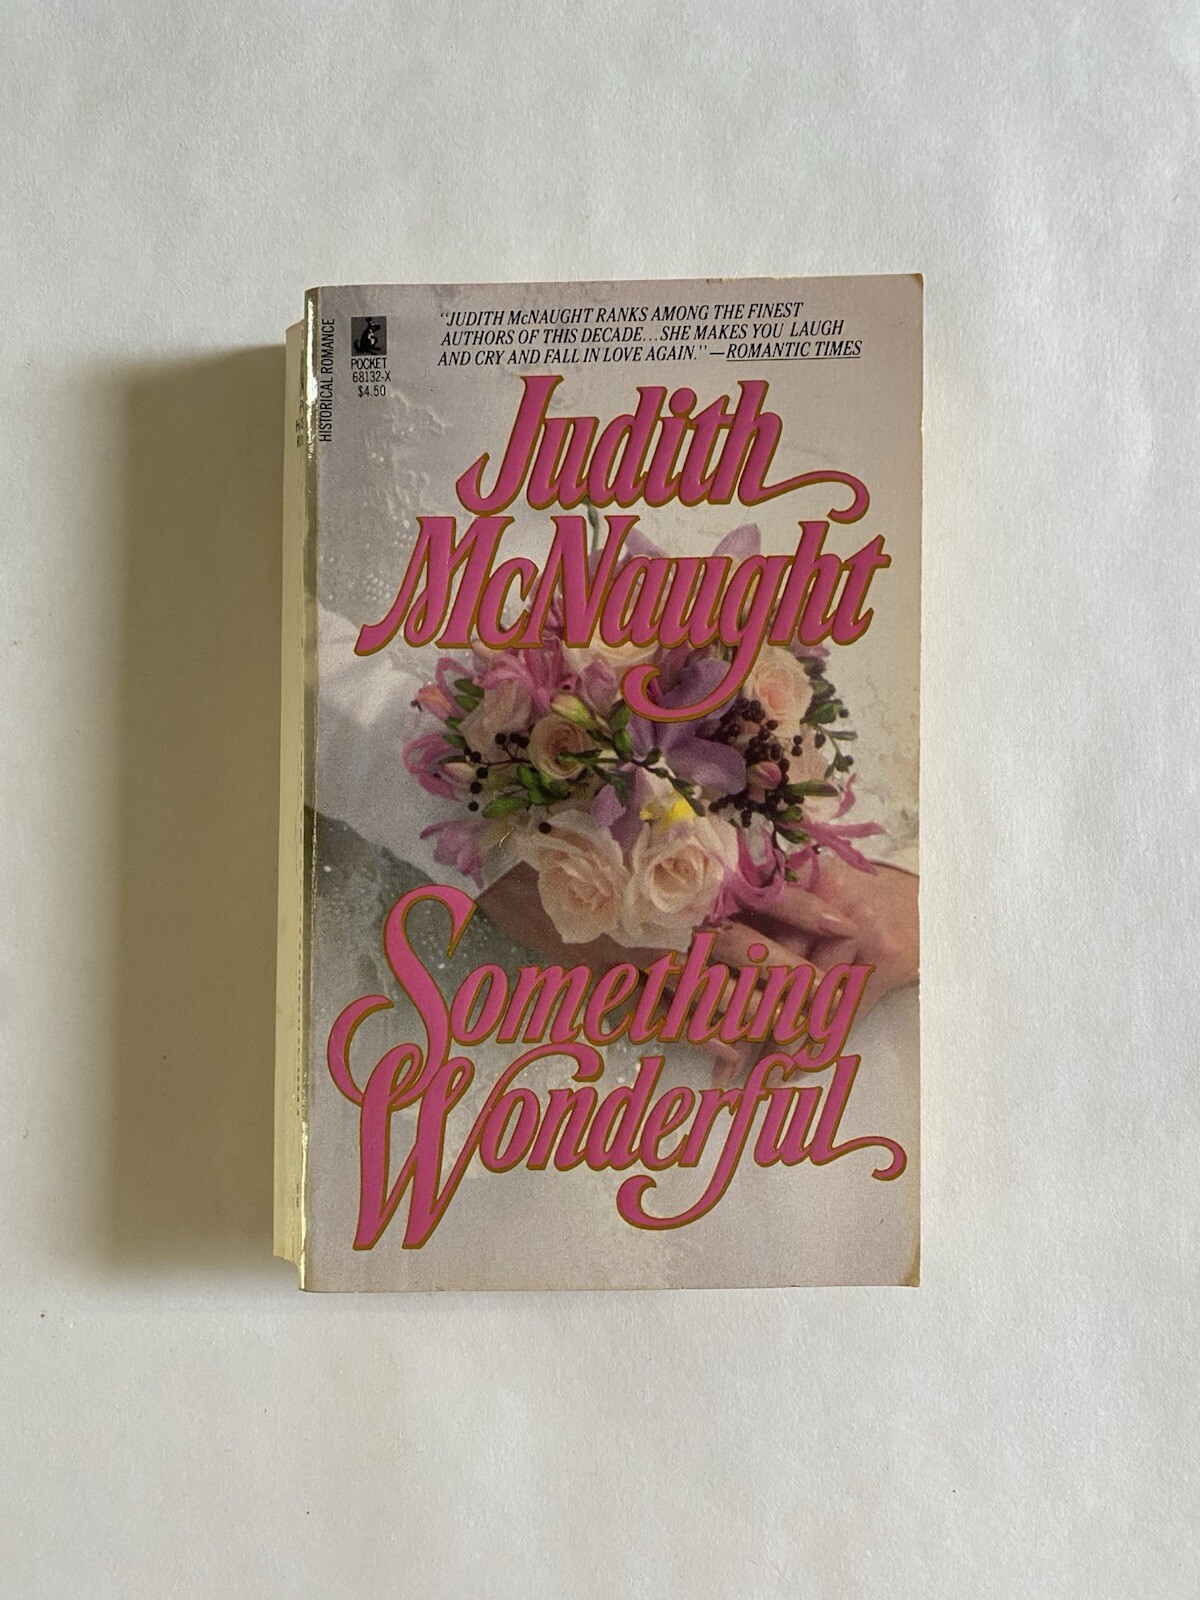 "JUDITH McNAUGHT RANKS AMONG THE FINEST
AUTHORS OF THIS DECADE...SHE MAKES YOU LAUGH
AND CRY AND FALL IN LOVE AGAIN."—ROMANTIC TIMES
HISTORICAL ROMANCE
POCKET
68132-X
$4.50
Judith
McNaught
Something
Wonderful